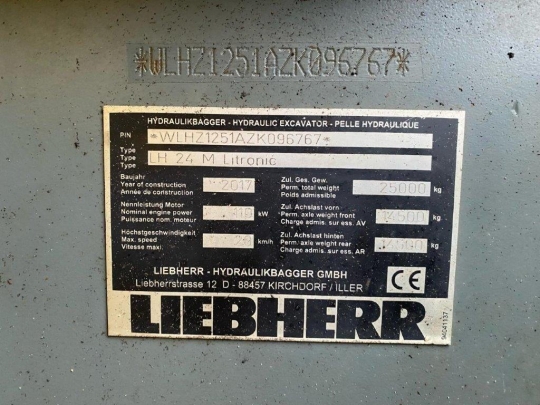 *WLHZ1251AZK096767*
HYDRAULIKBAGGER - HYDRAULIC EXCAVATOR - PELLE HYDRAULIQUE
PIN *WLHZ1251AZK096767*
Type
Type LH 24 M Litronic
Type
Baujahr Zul. Ges. Gew.
Year of construction 2017 Perm. total weight 25000 kg
Année de construction Poids admissible
Nennleistung Motor Zul. Achslast vorn
Nominal engine power kW Perm. axle weight front 14500 kg
Puissance nom. moteur Charge admis. sur ess. AV
Höchstgeschwindigkeit Zul. Achslast hinten
Max. speed km/h Perm. axle weight rear kg
Vitesse maxi. Charge admis. sur ess. AR
LIEBHERR - HYDRAULIKBAGGER GMBH
Liebherrstrasse 12 D - 88457 KIRCHDORF / ILLER
CE
LIEBHERR
94041137